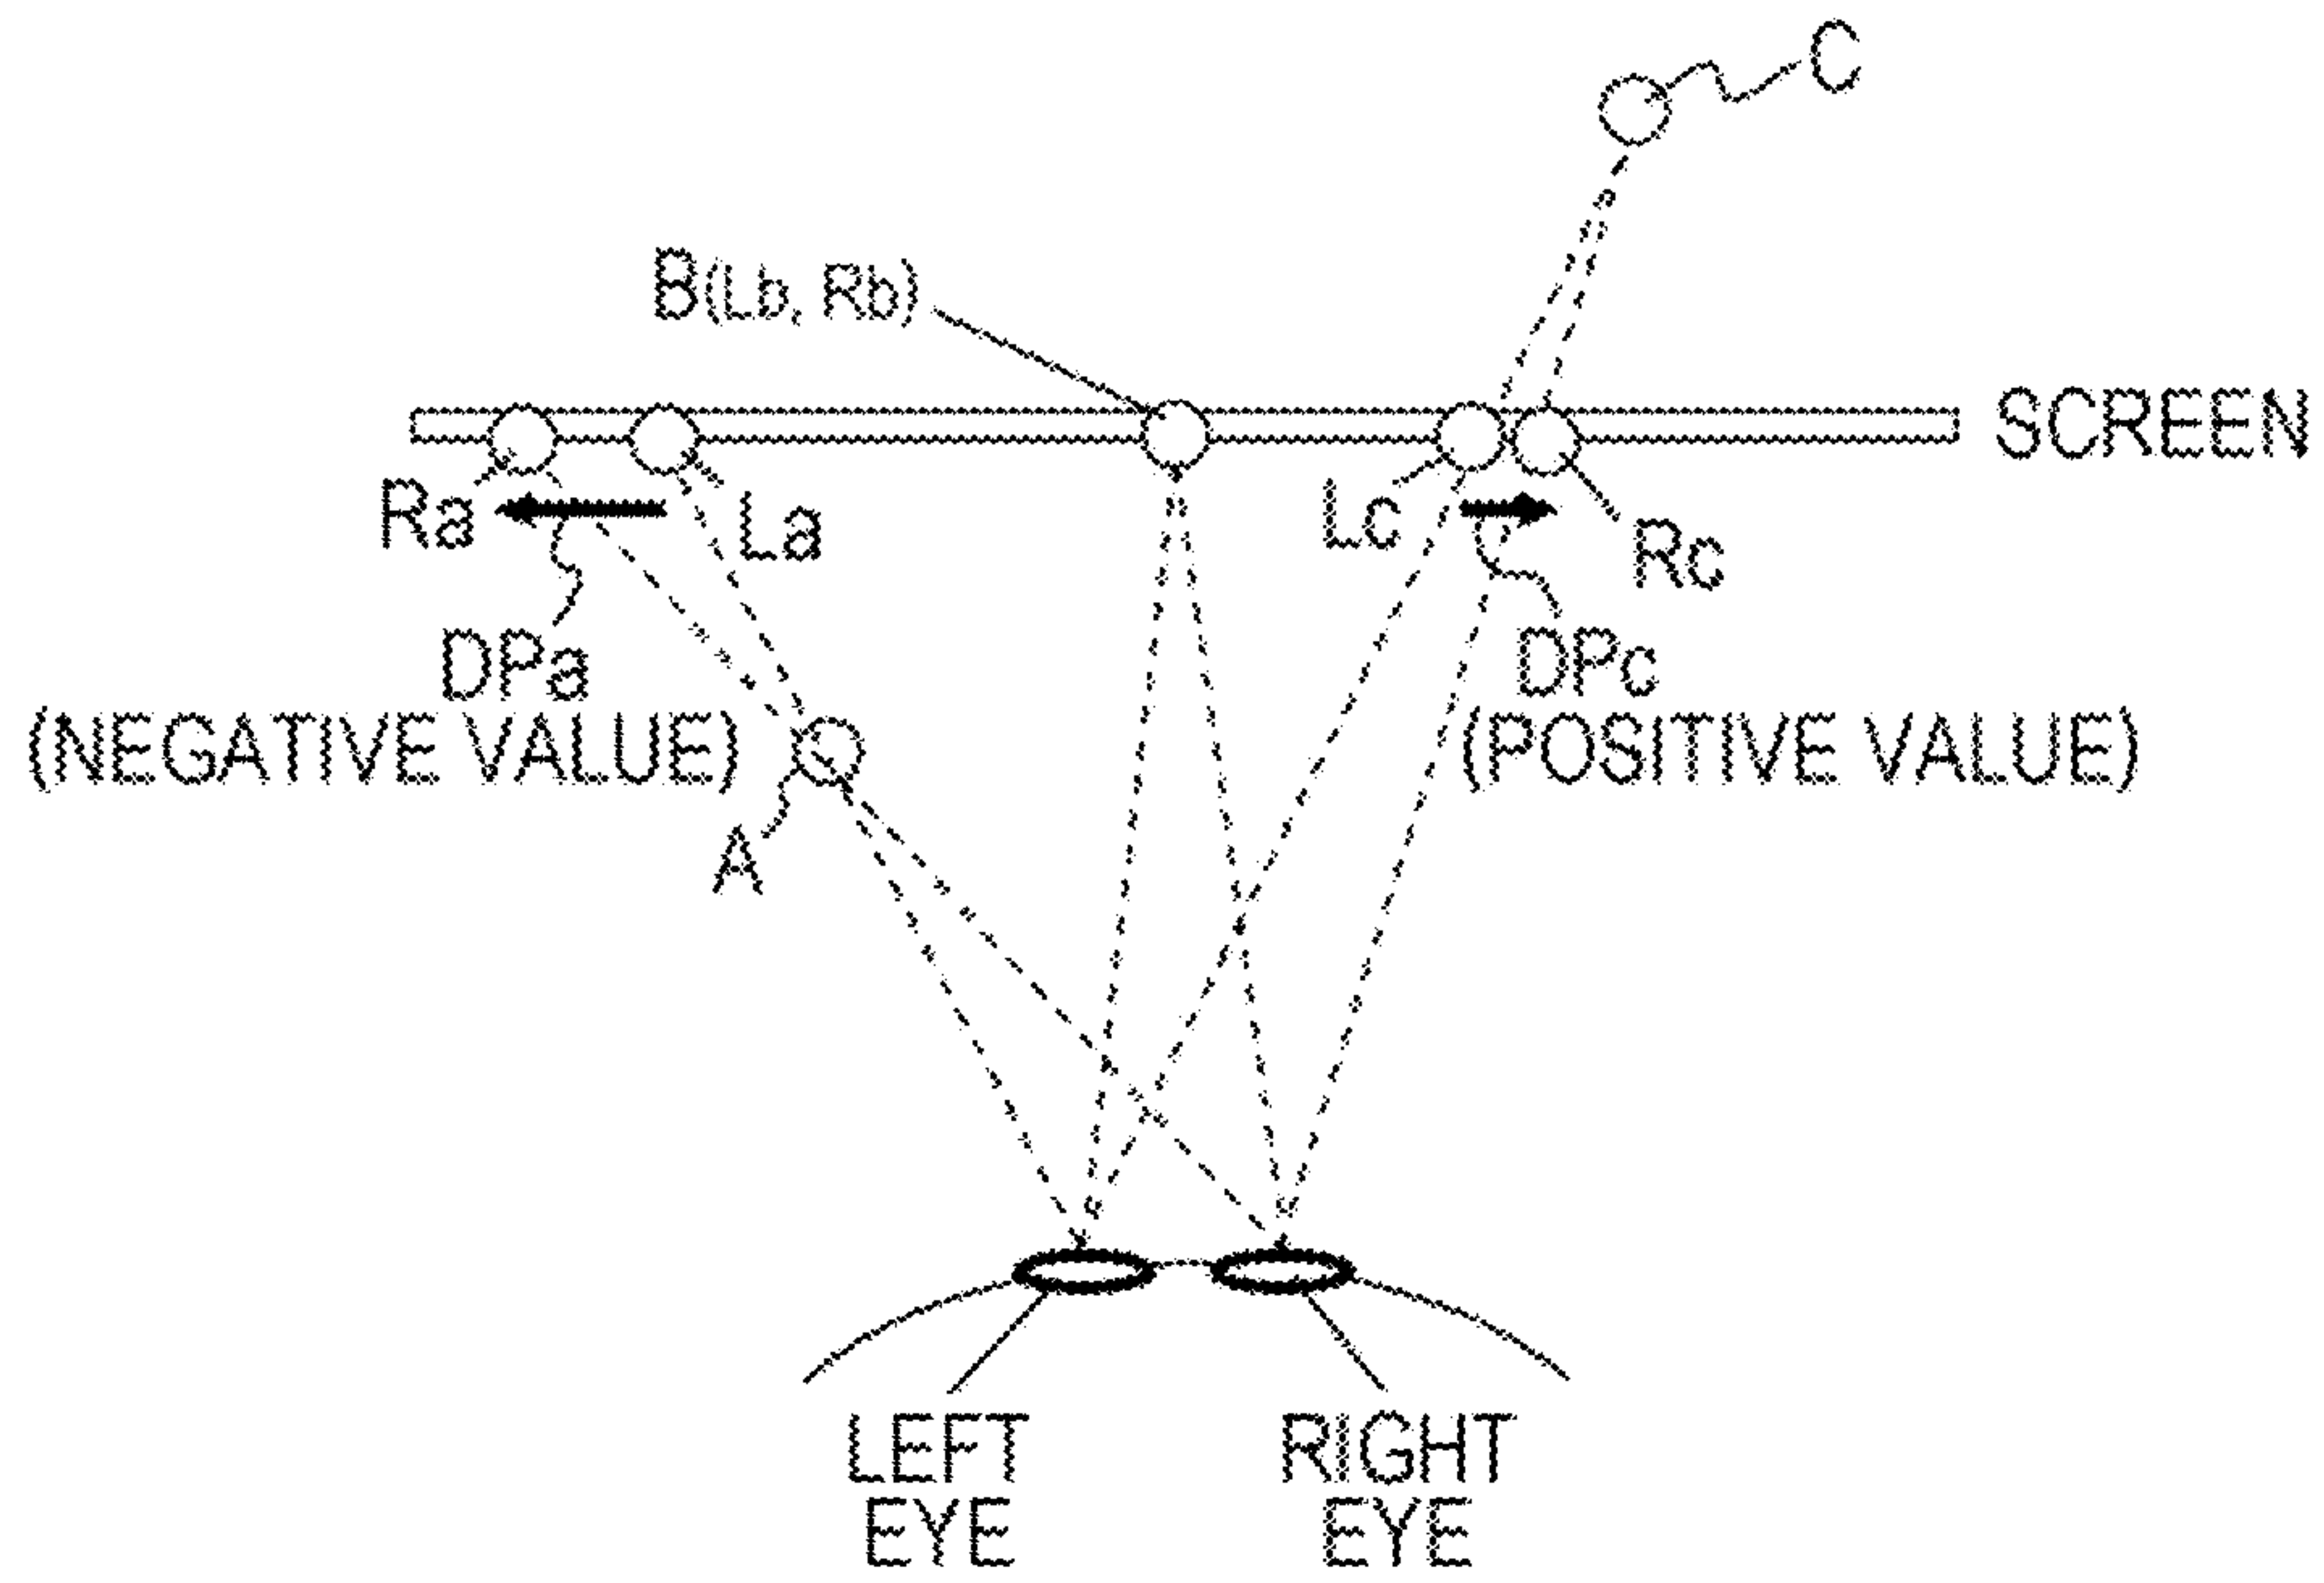 C
B(Lb, Rb)
SCREEN
Ra
La
Lc
Rc
DPa
(NEGATIVE VALUE)
DPc
(POSITIVE VALUE)
A
LEFT
EYE
RIGHT
EYE